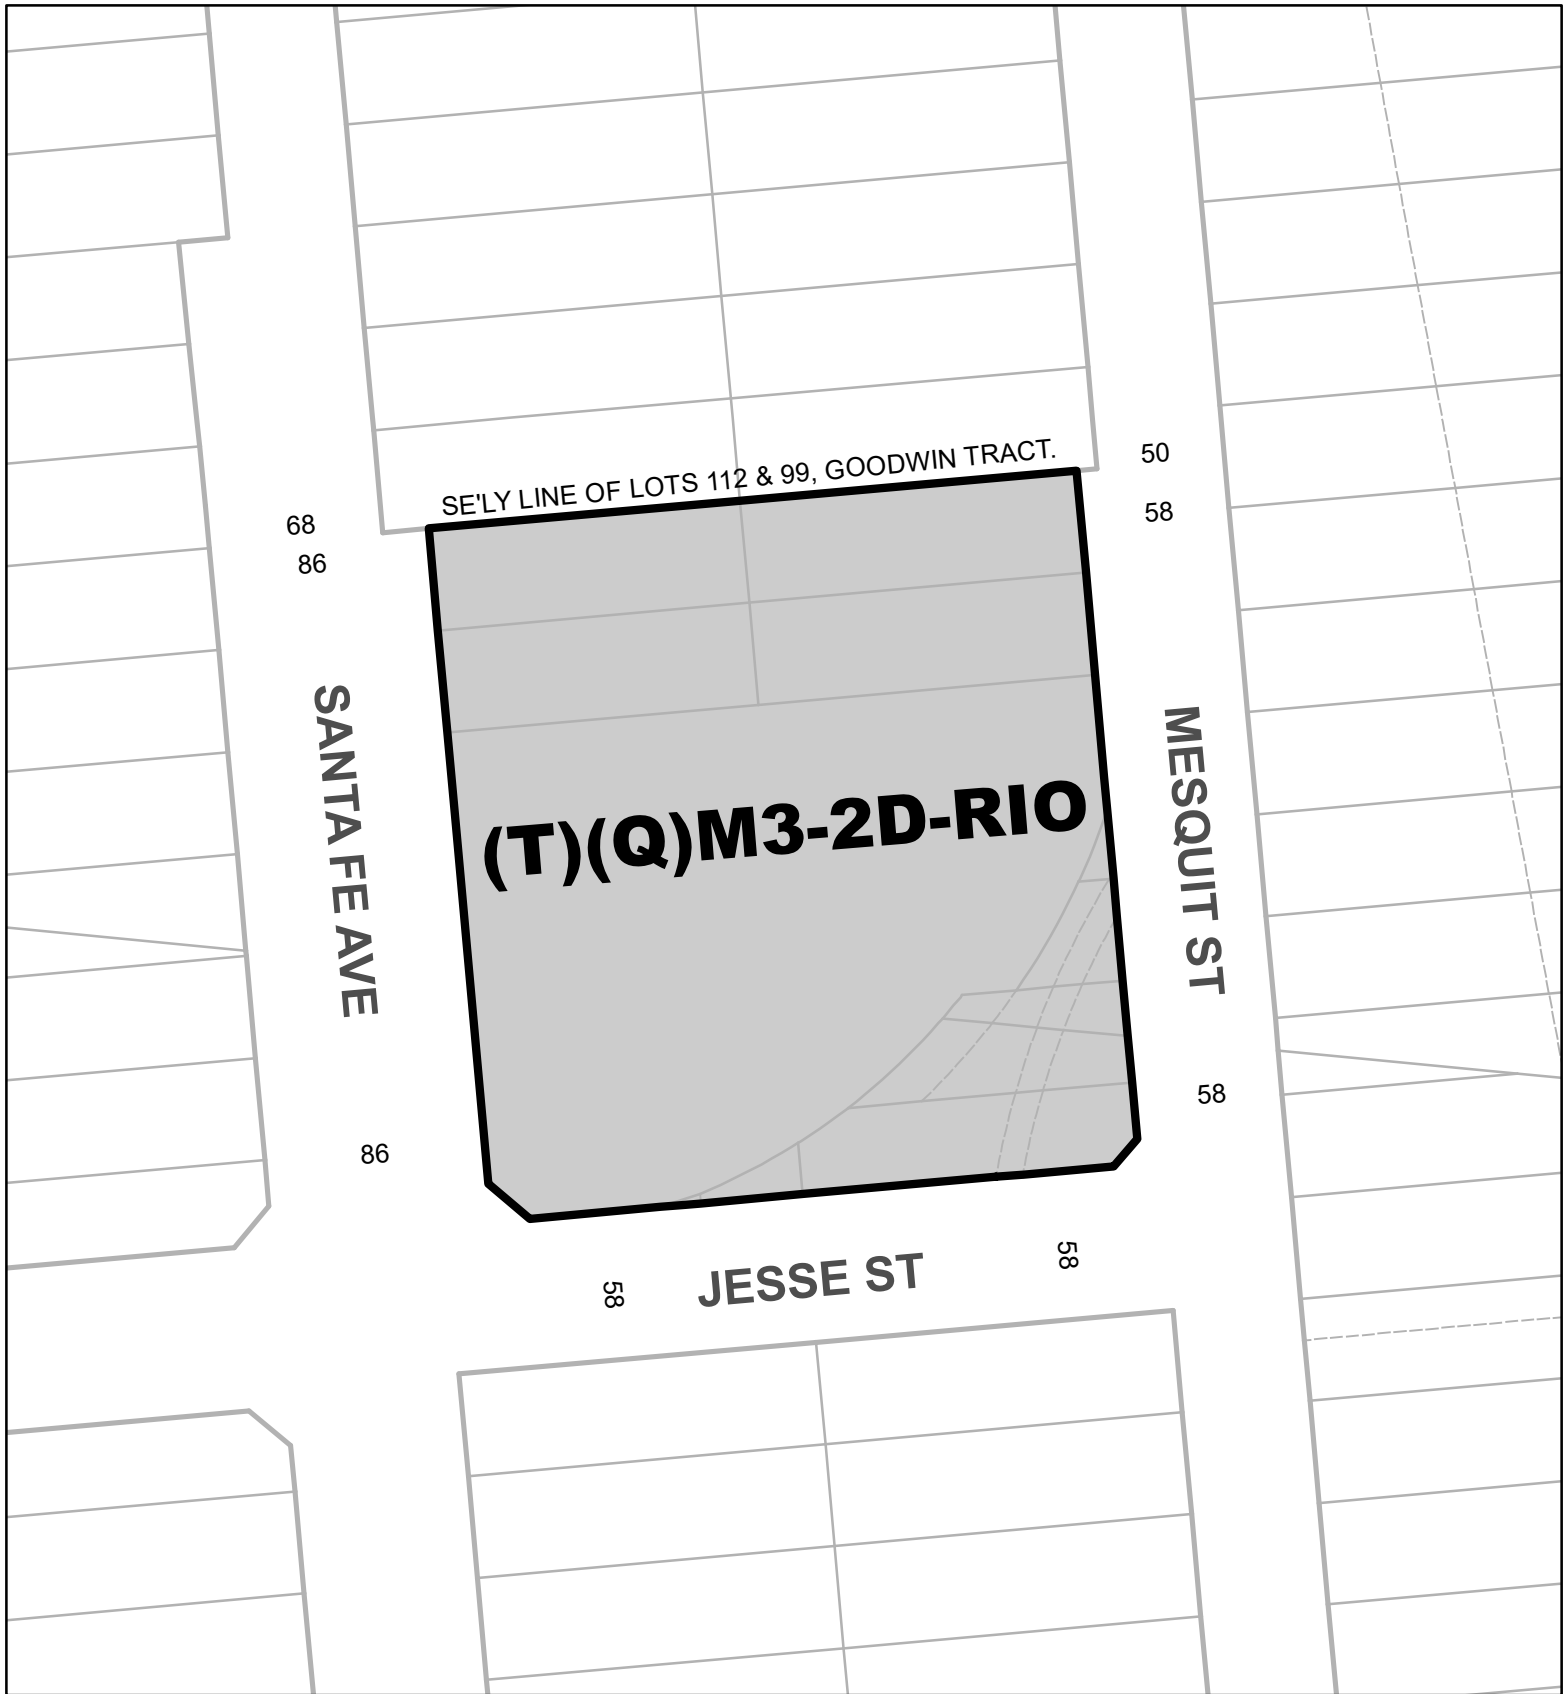 50
SE'LY LINE OF LOTS 112 & 99, GOODWIN TRACT.
58
68
86
SANTA FE AVE
MESQUIT ST
(T)(Q)M3-2D-RIO
58
86
JESSE ST
58
58